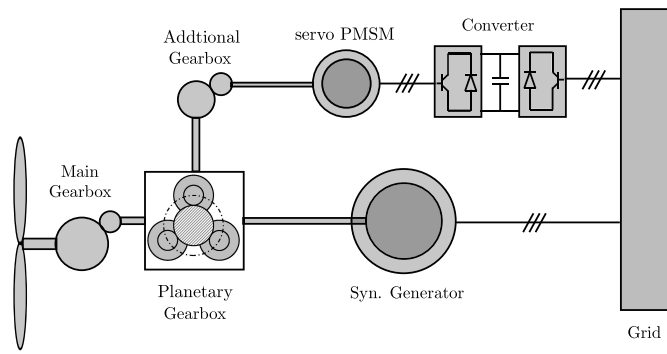 Addtional
Gearbox
servo PMSM
Converter
Main
Gearbox
Planetary
Gearbox
Syn. Generator
Grid